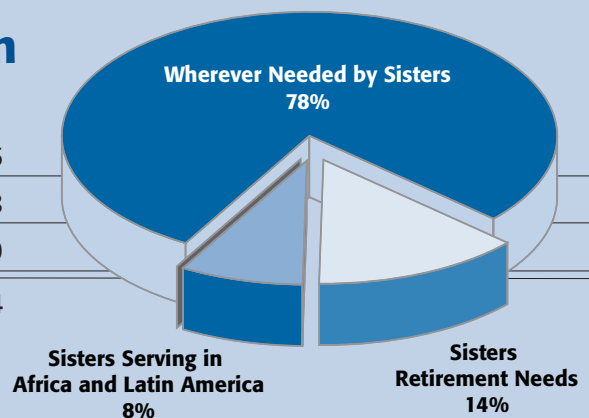 Wherever Needed by Sisters
78%
Sisters Serving in
Africa and Latin America
8%
Sisters
Retirement Needs
14%